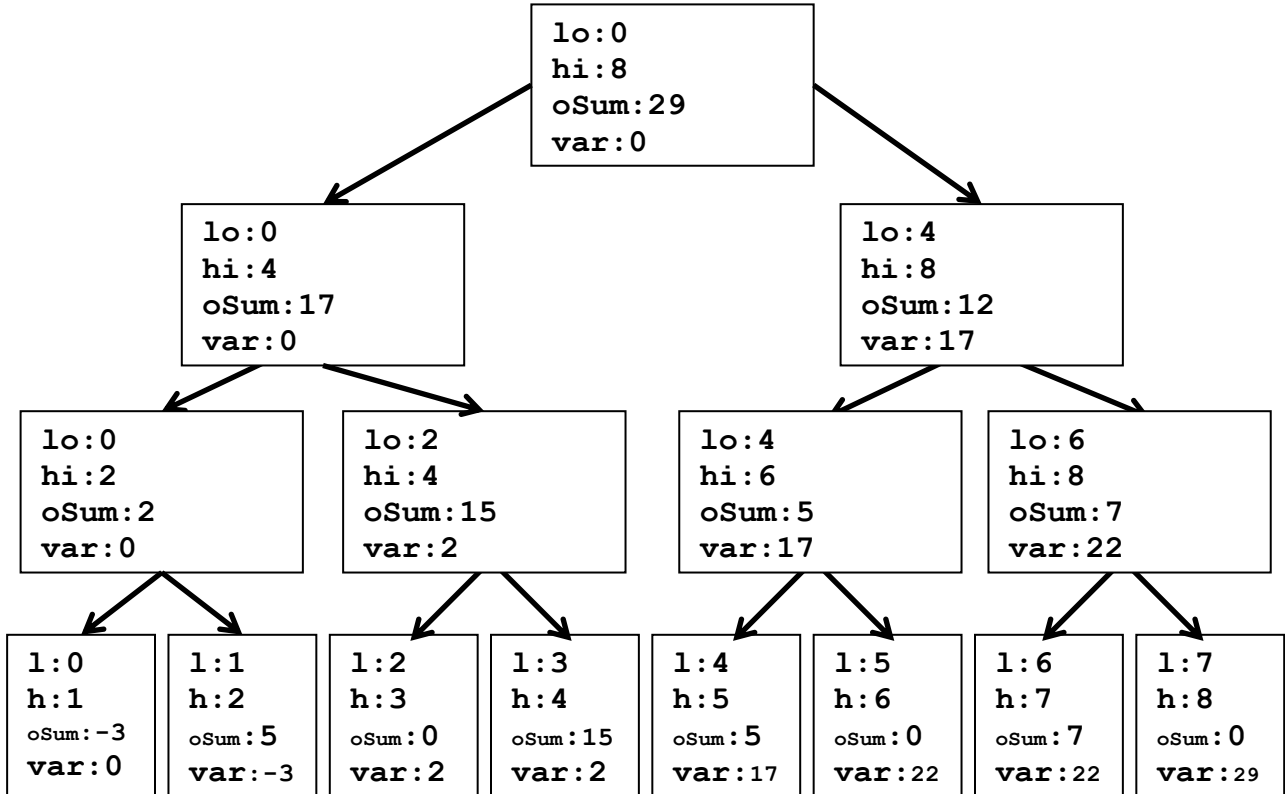 lo:0
hi:8
oSum:29
var:0
lo:0
hi:4
oSum:17
var:0
lo:4
hi:8
oSum:12
var:17
lo:0
hi:2
oSum:2
var:0
lo:2
hi:4
oSum:15
var:2
lo:4
hi:6
oSum:5
var:17
lo:6
hi:8
oSum:7
var:22
l:0
h:1
oSum:-3
var:0
l:1
h:2
oSum:5
var:-3
l:2
h:3
oSum:0
var:2
l:3
h:4
oSum:15
var:2
l:4
h:5
oSum:5
var:17
l:5
h:6
oSum:0
var:22
l:6
h:7
oSum:7
var:22
l:7
h:8
oSum:0
var:29